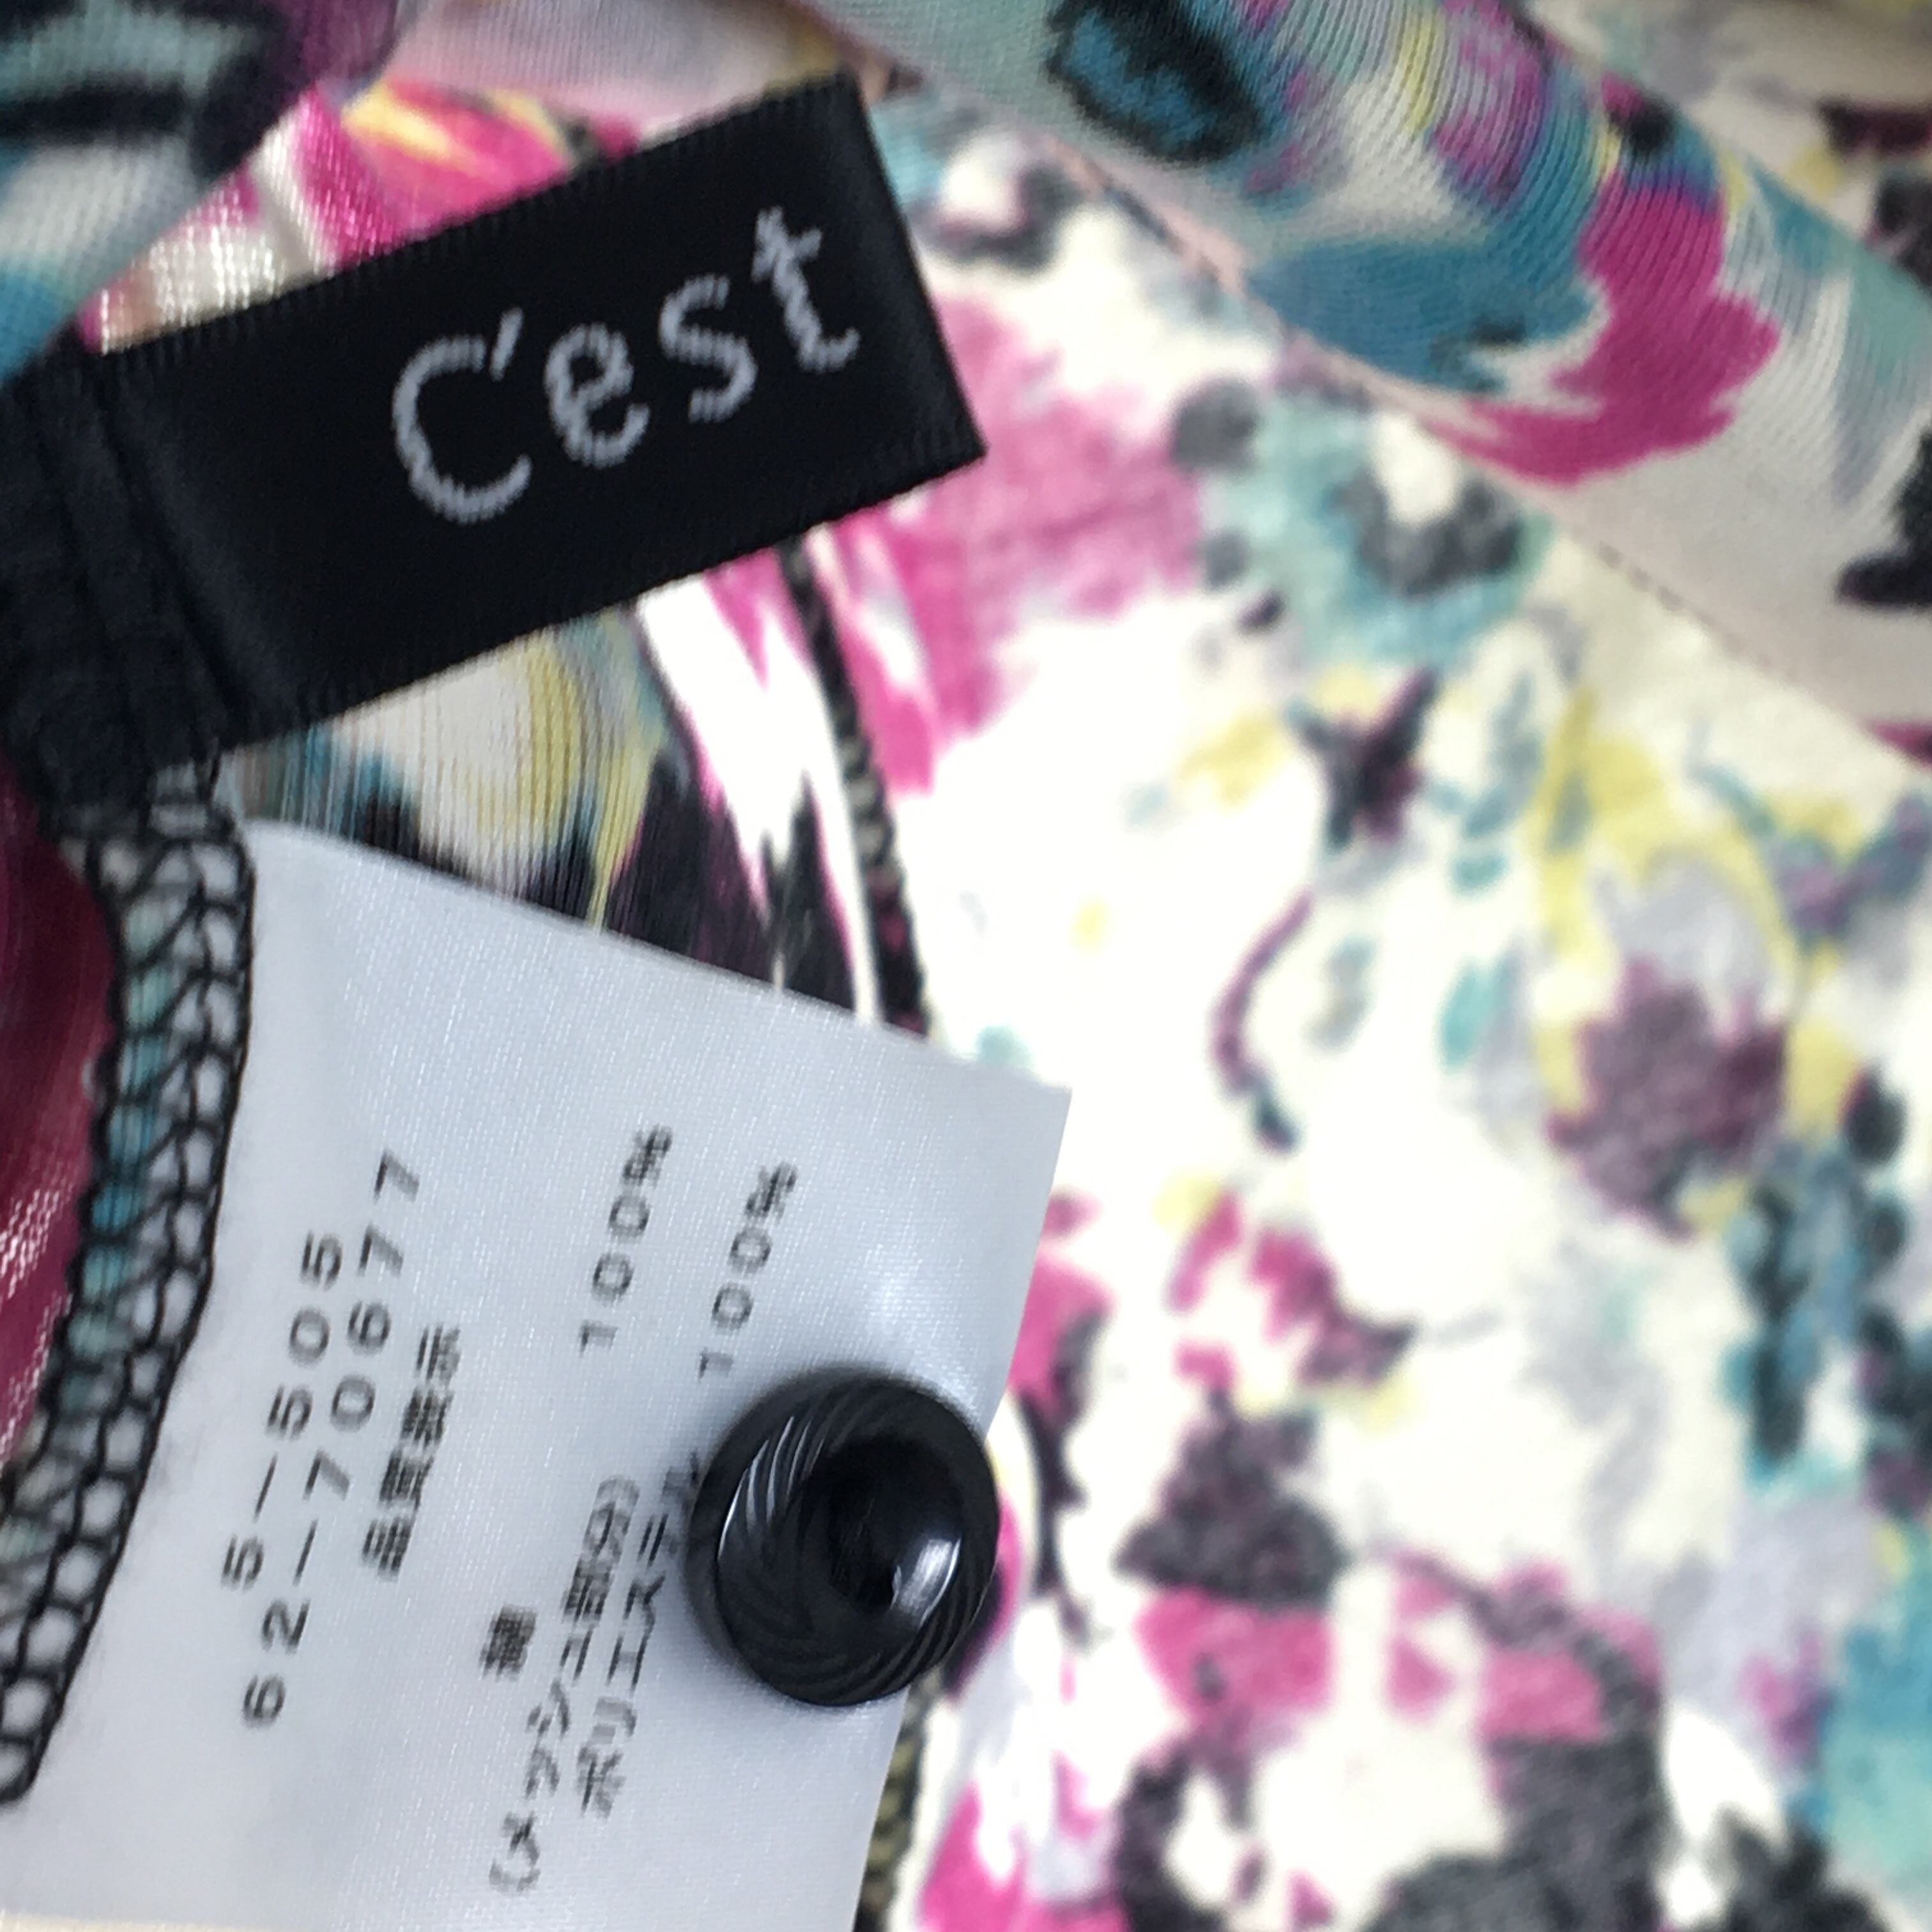 C'est
5-505
62-70677
品質表示
綿 100%
(メッシュ部分)
ポリエステル 100%